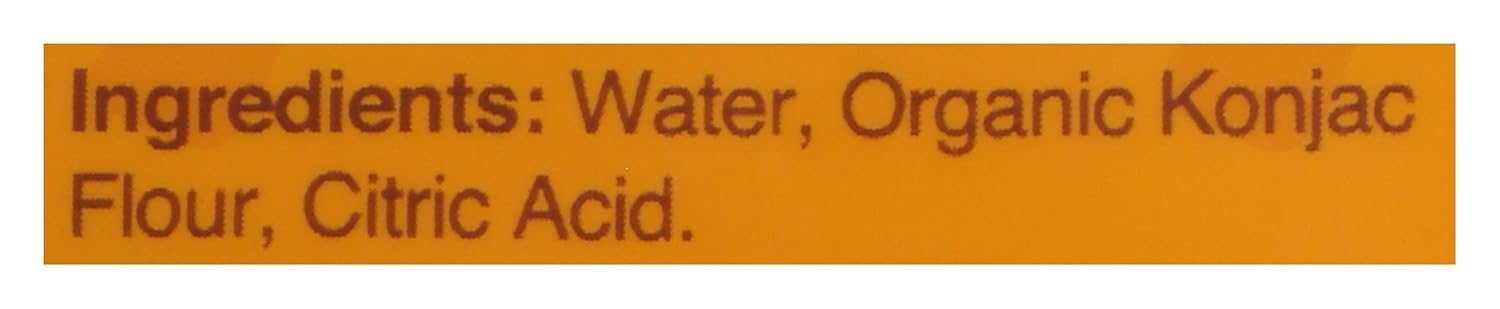 Ingredients: Water, Organic Konjac
Flour, Citric Acid.